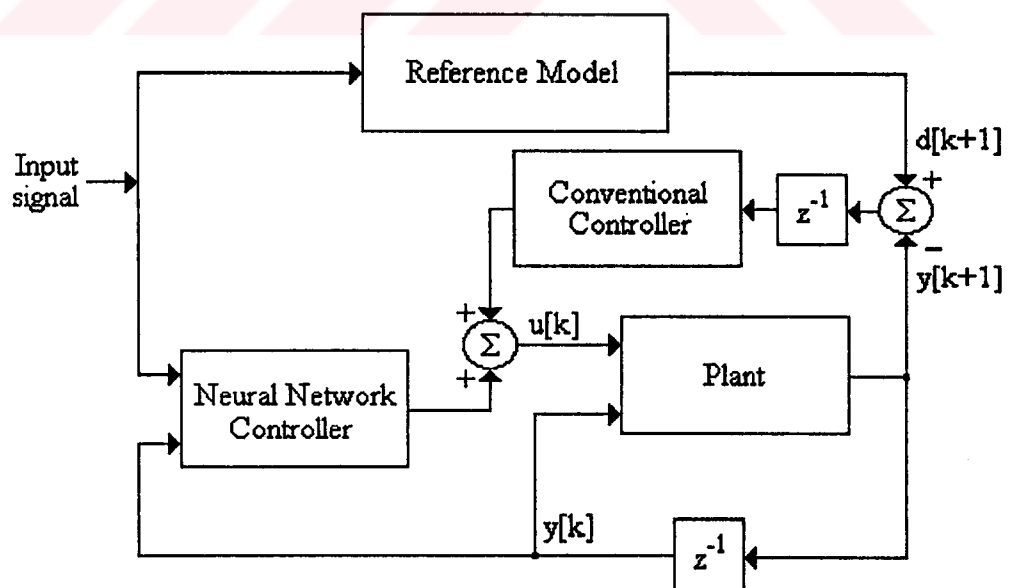 Reference Model
d[k+1]
Input
signal
+
Conventional
Controller
z-1
Σ
−
y[k+1]
+
u[k]
Σ
+
Plant
Neural Network
Controller
y[k]
z-1